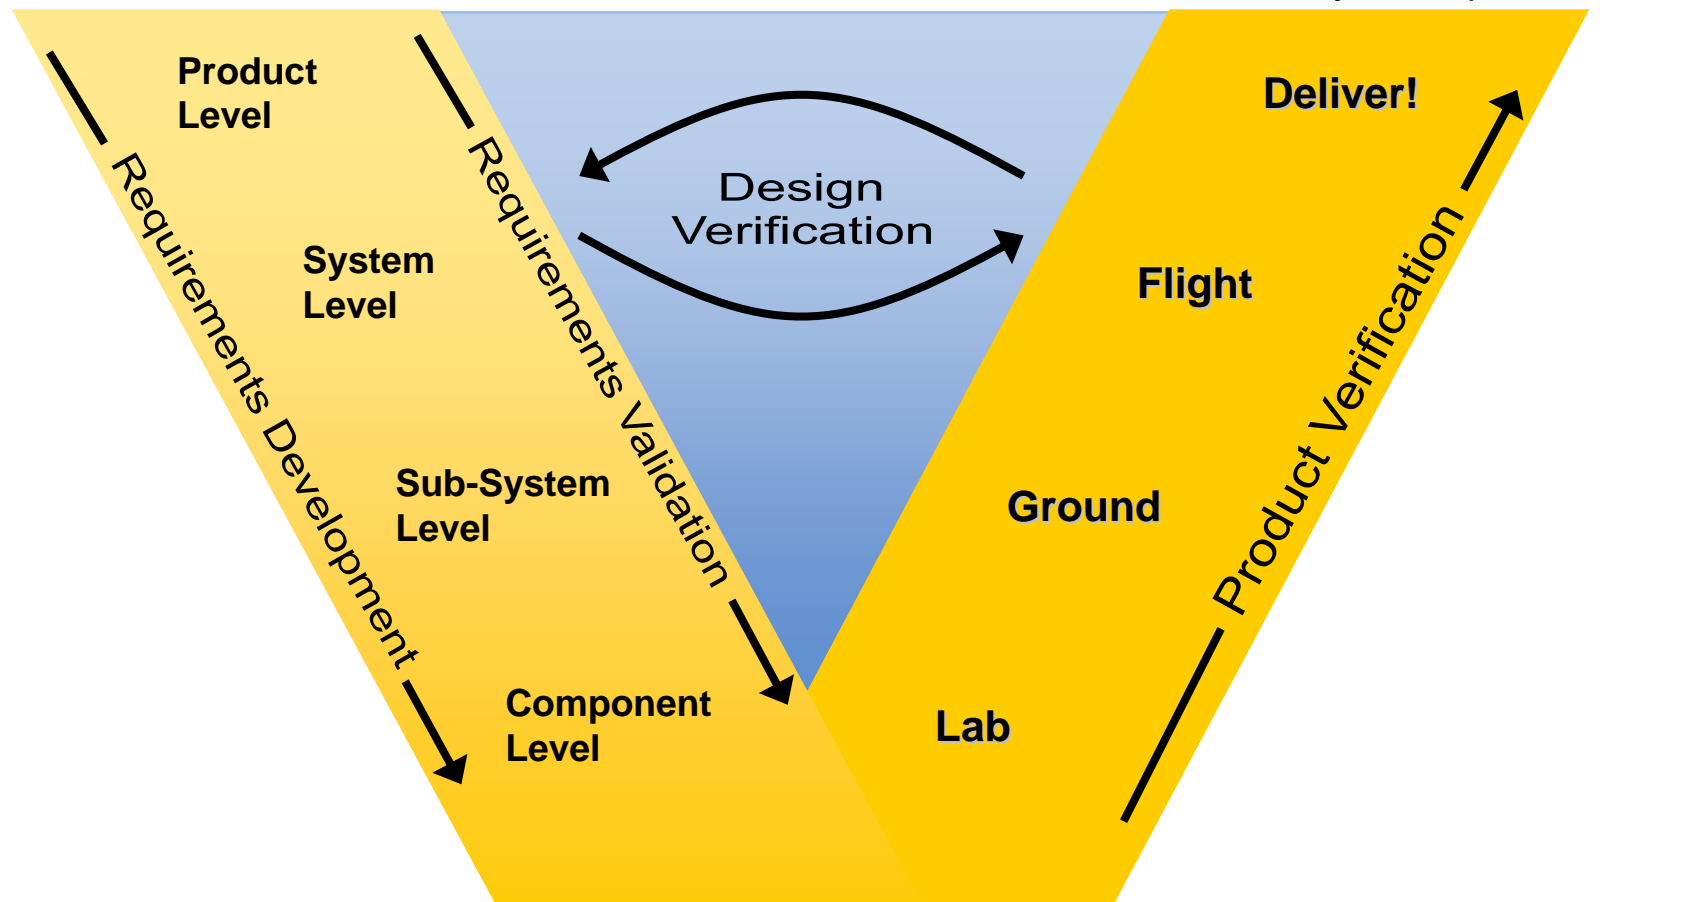 Product
Level
Requirements Development
System
Level
Sub-System
Level
Component
Level
Requirements Validation
Design
Verification
Deliver!
Flight
Ground
Lab
Product Verification